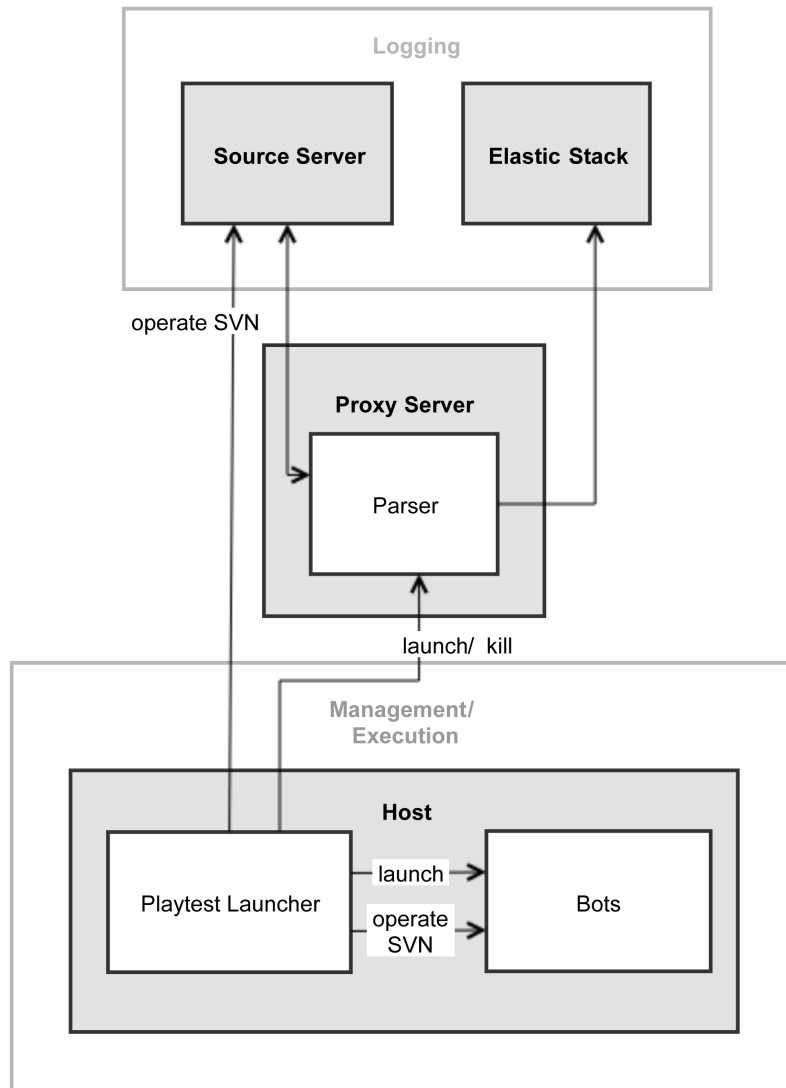 Logging
Source Server
Elastic Stack
operate SVN
Proxy Server
Parser
launch/ kill
Management/
Execution
Host
Playtest Launcher
launch
operate
SVN
Bots